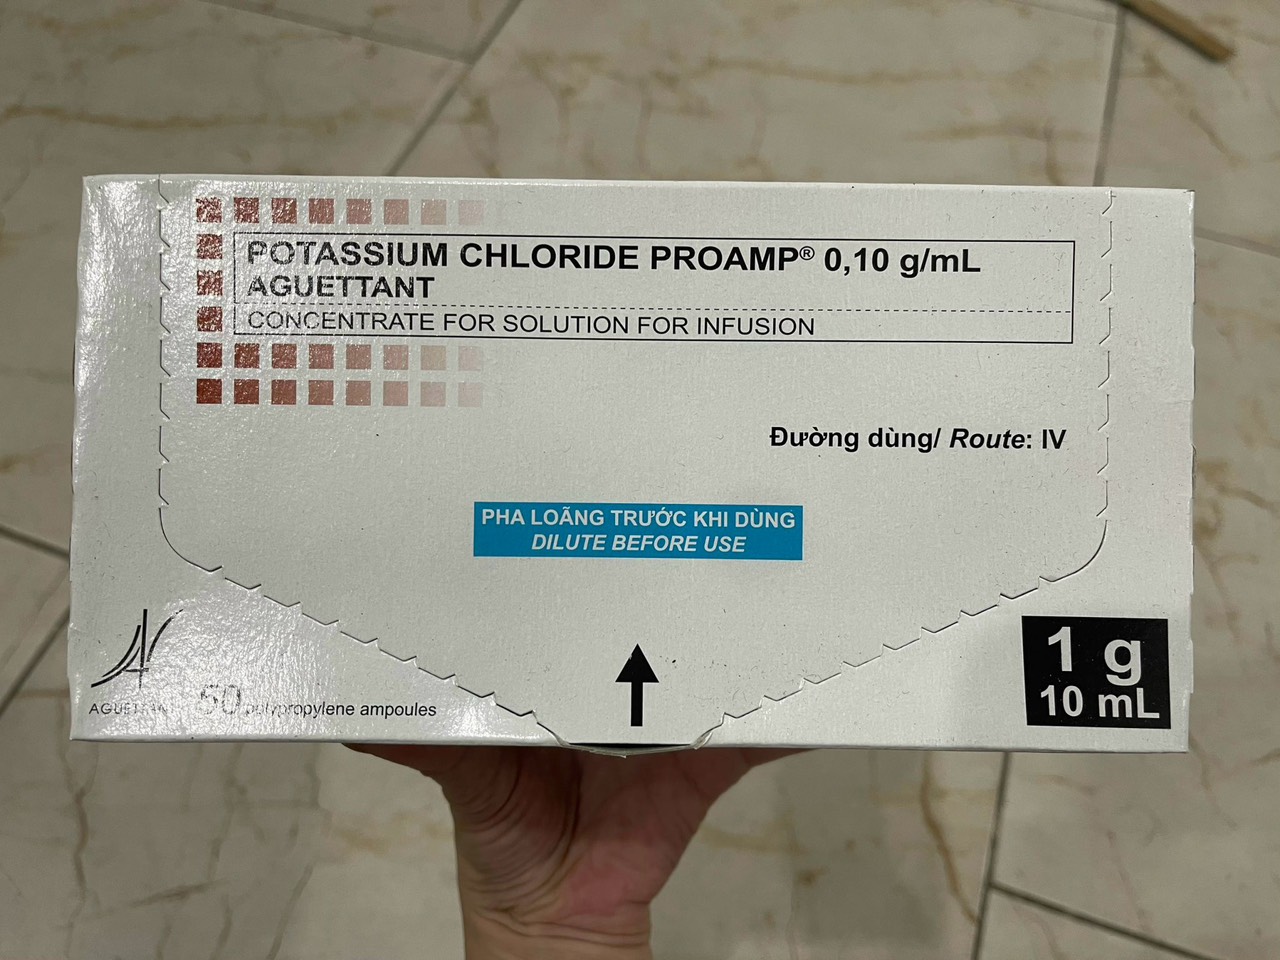 POTASSIUM CHLORIDE PROAMP® 0,10 g/mL
AGUETTANT
CONCENTRATE FOR SOLUTION FOR INFUSION
Đường dùng/ Route: IV
PHA LOÃNG TRƯỚC KHI DÙNG
DILUTE BEFORE USE
1 g
10 mL
AGUETTANT
50 polypropylene ampoules